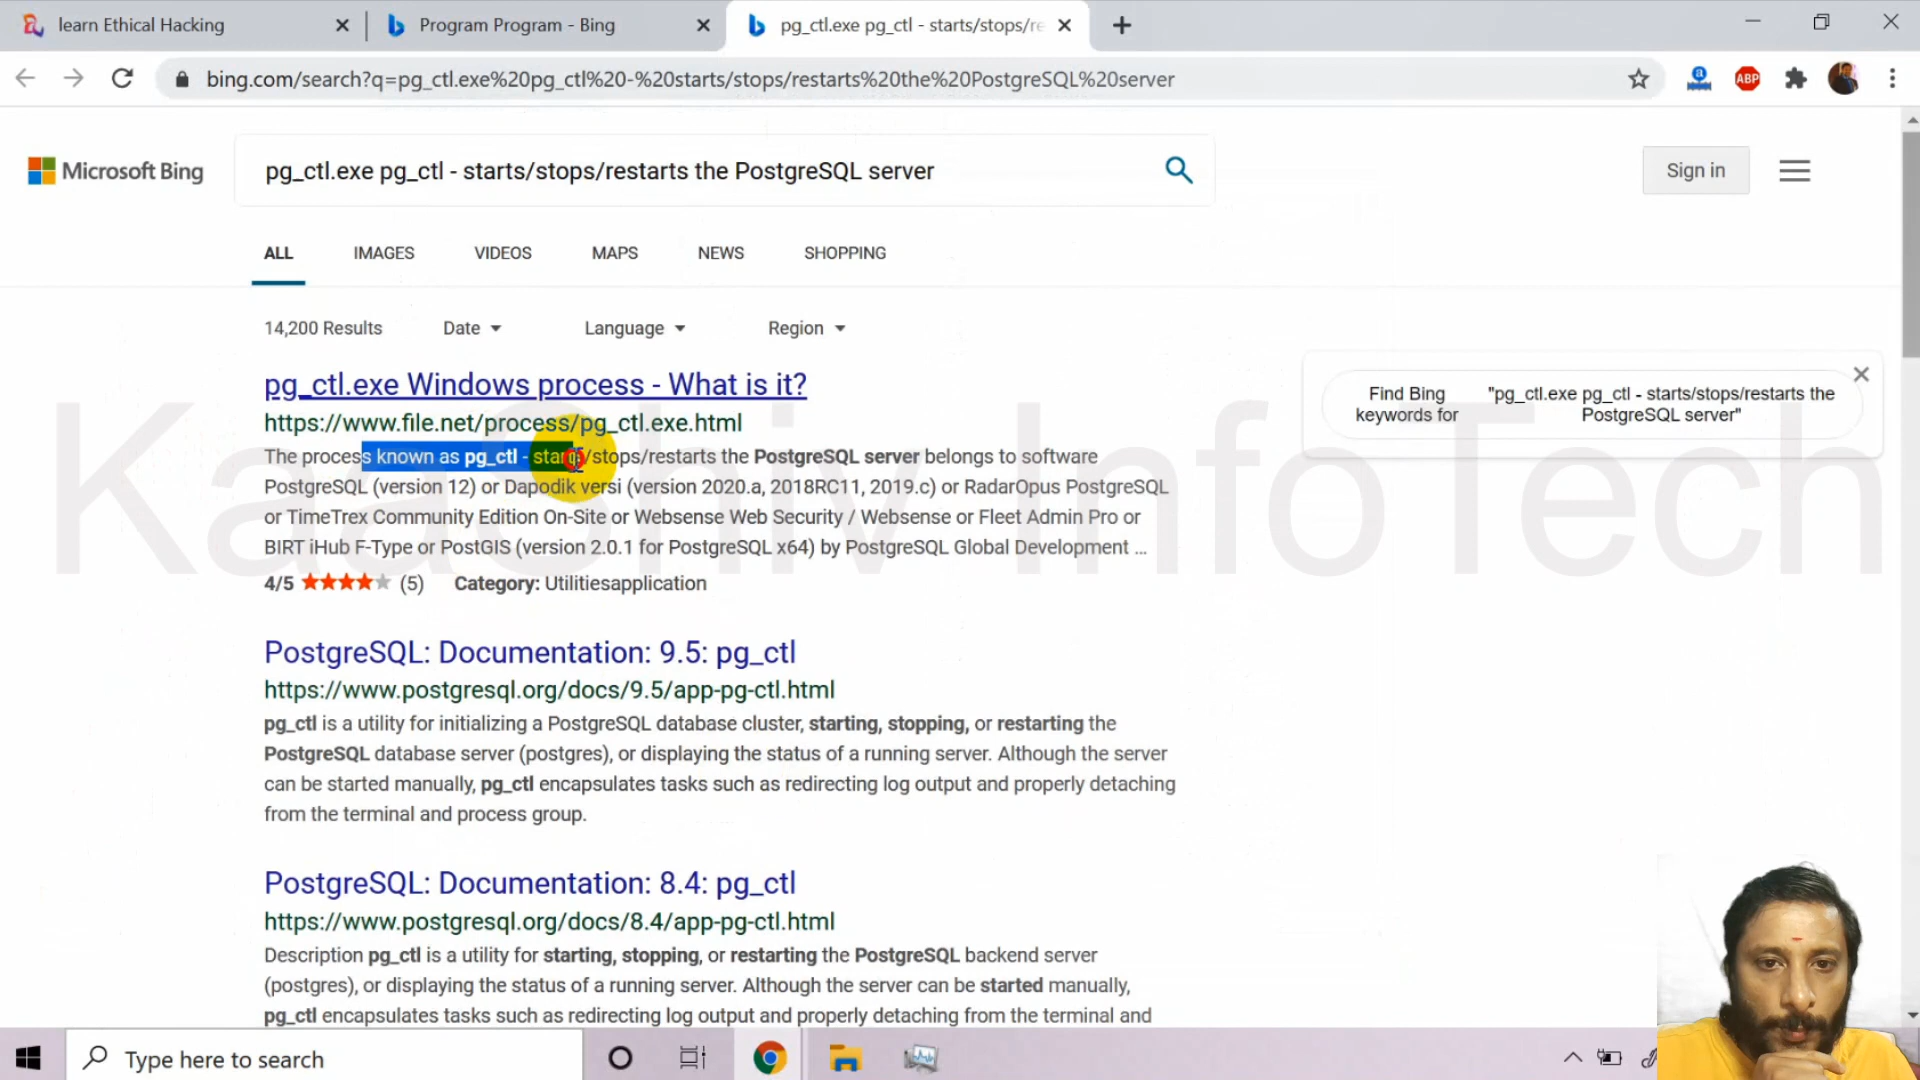 learn Ethical Hacking
Program Program - Bing
pg_ctl.exe pg_ctl - starts/stops/re
bing.com/search?q=pg_ctl.exe%20pg_ctl%20-%20starts/stops/restarts%20the%20PostgreSQL%20server
a
ABP
Microsoft Bing
pg_ctl.exe pg_ctl - starts/stops/restarts the PostgreSQL server
Sign in
ALL IMAGES VIDEOS MAPS NEWS SHOPPING
14,200 Results Date Language Region
pg_ctl.exe Windows process - What is it?
https://www.file.net/process/pg_ctl.exe.html
The process known as pg_ctl - starts/stops/restarts the PostgreSQL server belongs to software
PostgreSQL (version 12) or Dapodik versi (version 2020.a, 2018RC11, 2019.c) or RadarOpus PostgreSQL
or TimeTrex Community Edition On-Site or Websense Web Security / Websense or Fleet Admin Pro or
BIRT iHub F-Type or PostGIS (version 2.0.1 for PostgreSQL x64) by PostgreSQL Global Development ...
4/5 (5) Category: Utilitiesapplication
Find Bing keywords for
"pg_ctl.exe pg_ctl - starts/stops/restarts the
PostgreSQL server"
KaaShiv InfoTech
PostgreSQL: Documentation: 9.5: pg_ctl
https://www.postgresql.org/docs/9.5/app-pg-ctl.html
pg_ctl is a utility for initializing a PostgreSQL database cluster, starting, stopping, or restarting the
PostgreSQL database server (postgres), or displaying the status of a running server. Although the server
can be started manually, pg_ctl encapsulates tasks such as redirecting log output and properly detaching
from the terminal and process group.
PostgreSQL: Documentation: 8.4: pg_ctl
https://www.postgresql.org/docs/8.4/app-pg-ctl.html
Description pg_ctl is a utility for starting, stopping, or restarting the PostgreSQL backend server
(postgres), or displaying the status of a running server. Although the server can be started manually,
pg_ctl encapsulates tasks such as redirecting log output and properly detaching from the terminal and
Type here to search